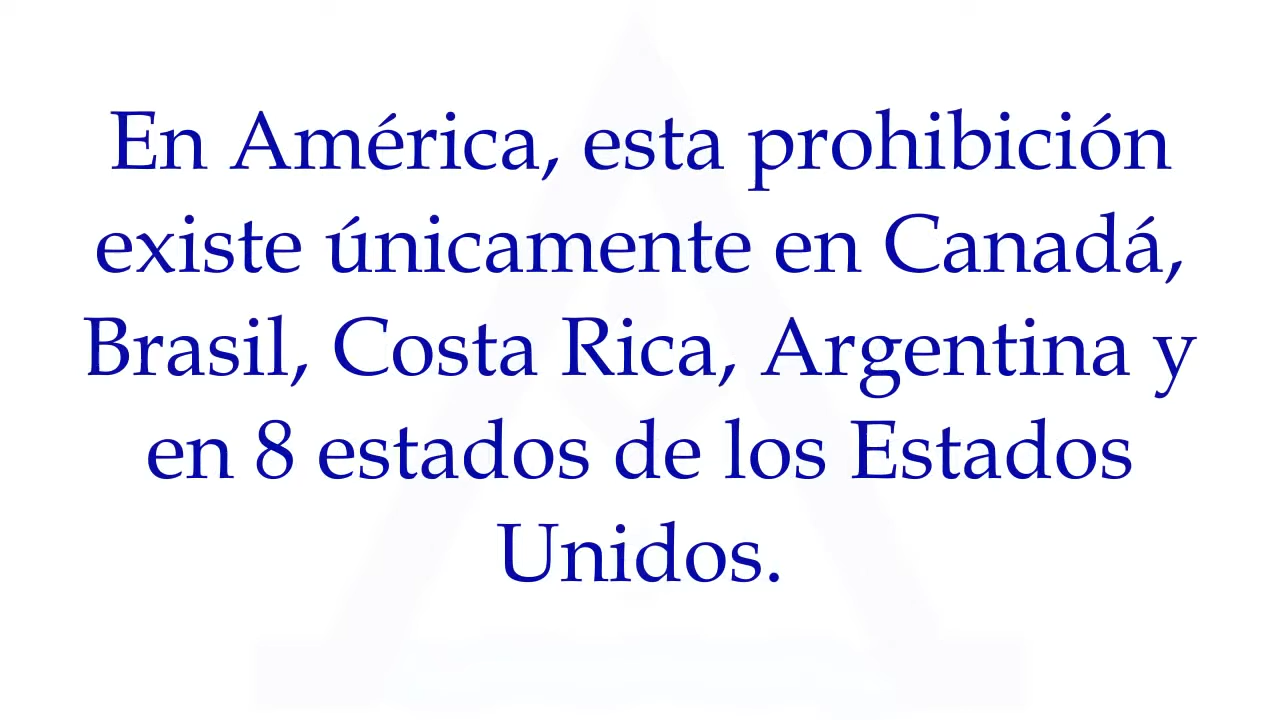 En América, esta prohibición
existe únicamente en Canadá,
Brasil, Costa Rica, Argentina y
en 8 estados de los Estados
Unidos.